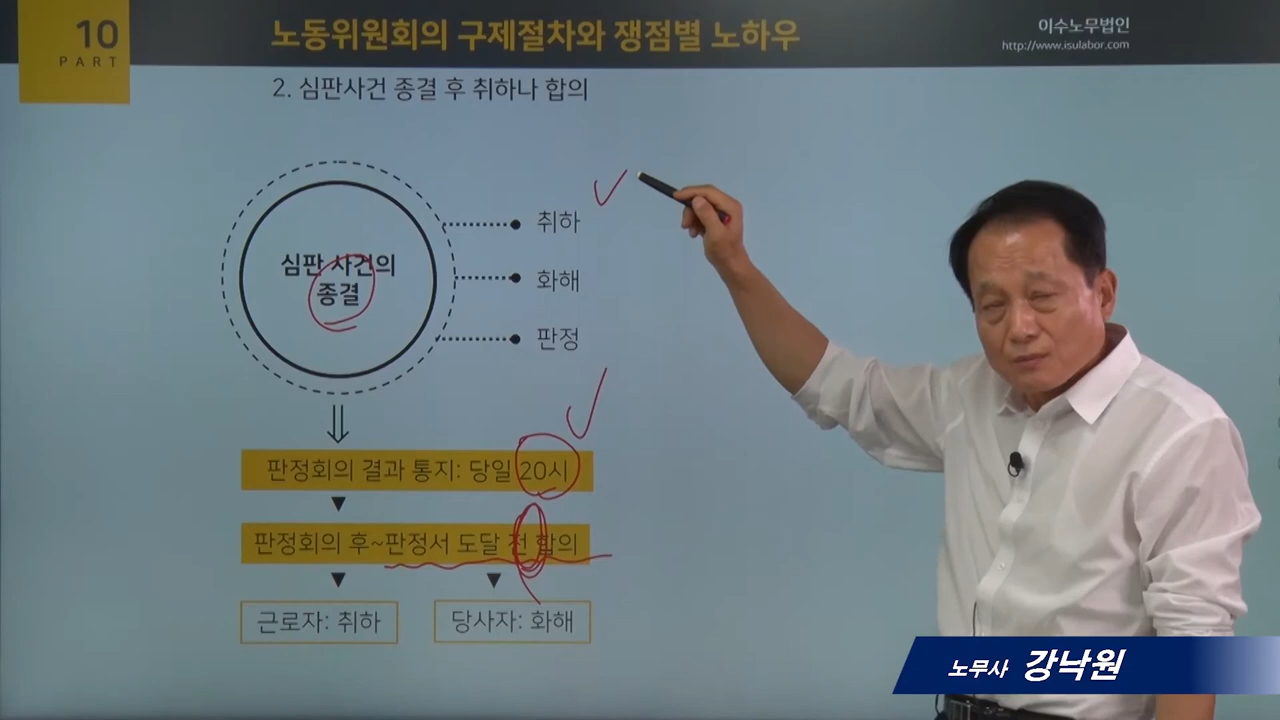 10
PART
노동위원회의 구제절차와 쟁점별 노하우
이수노무법인
http://www.isulabor.com
2. 심판사건 종결 후 취하나 합의
심판 사건의
종결
취하
화해
판정
판정회의 결과 통지: 당일 20시
판정회의 후~판정서 도달 전 합의
근로자: 취하
당사자: 화해
노무사 강낙원